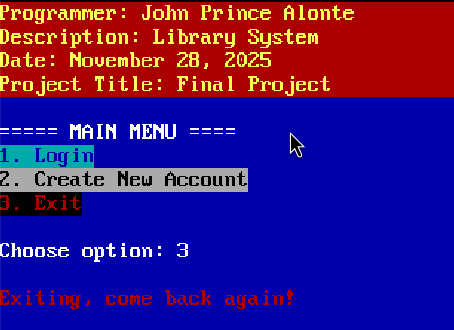 Programmer: John Prince Alonte
Description: Library System
Date: November 28, 2025
Project Title: Final Project
===== MAIN MENU ====
1. Login
2. Create New Account
3. Exit
Choose option: 3
Exiting, come back again!